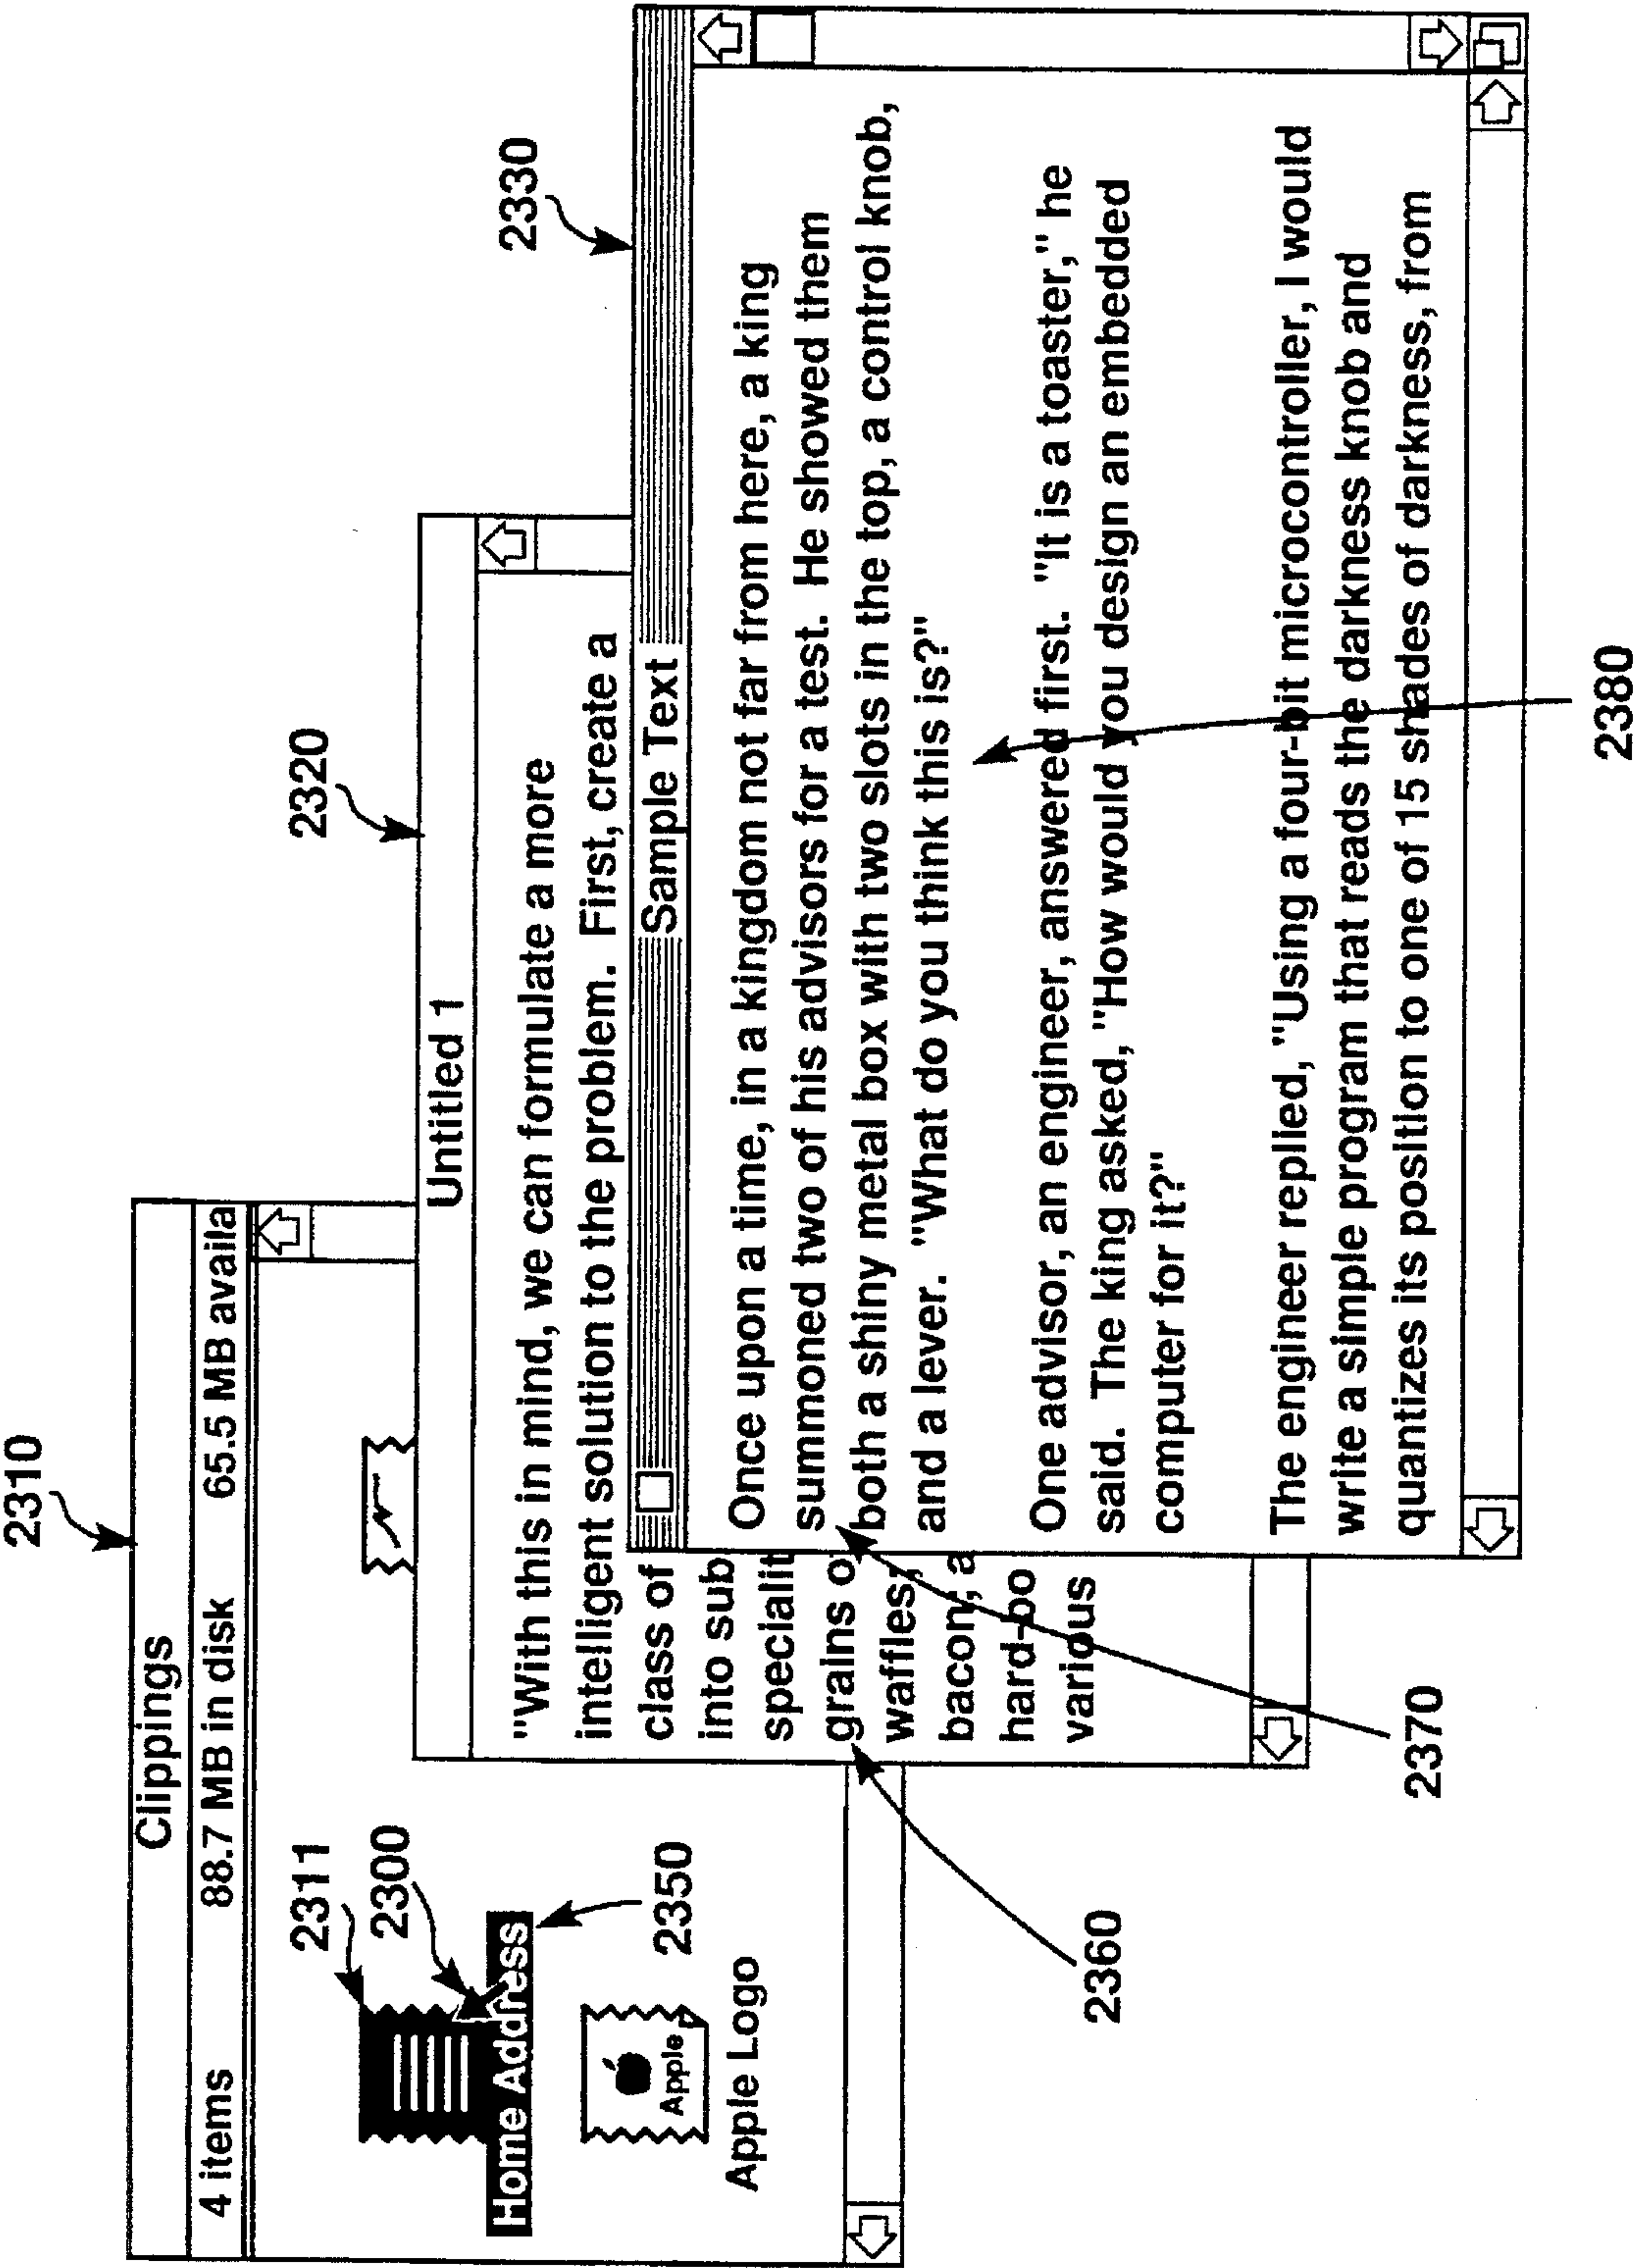 2310
Clippings
4 items 88.7 MB in disk 65.5 MB availa
2311
2300
Home Address
2350
Apple
Apple Logo
2320
Untitled 1
"With this in mind, we can formulate a more
intelligent solution to the problem. First, create a
class of
into sub
specialit
grains o
waffles,
bacon, a
hard-bo
various
2360
2330
Sample Text
Once upon a time, in a kingdom not far from here, a king
summoned two of his advisors for a test. He showed them
both a shiny metal box with two slots in the top, a control knob,
and a lever. "What do you think this is?"
One advisor, an engineer, answered first. "It is a toaster," he
said. The king asked, "How would you design an embedded
computer for it?"
The engineer replied, "Using a four-bit microcontroller, I would
write a simple program that reads the darkness knob and
quantizes its position to one of 15 shades of darkness, from
2370
2380